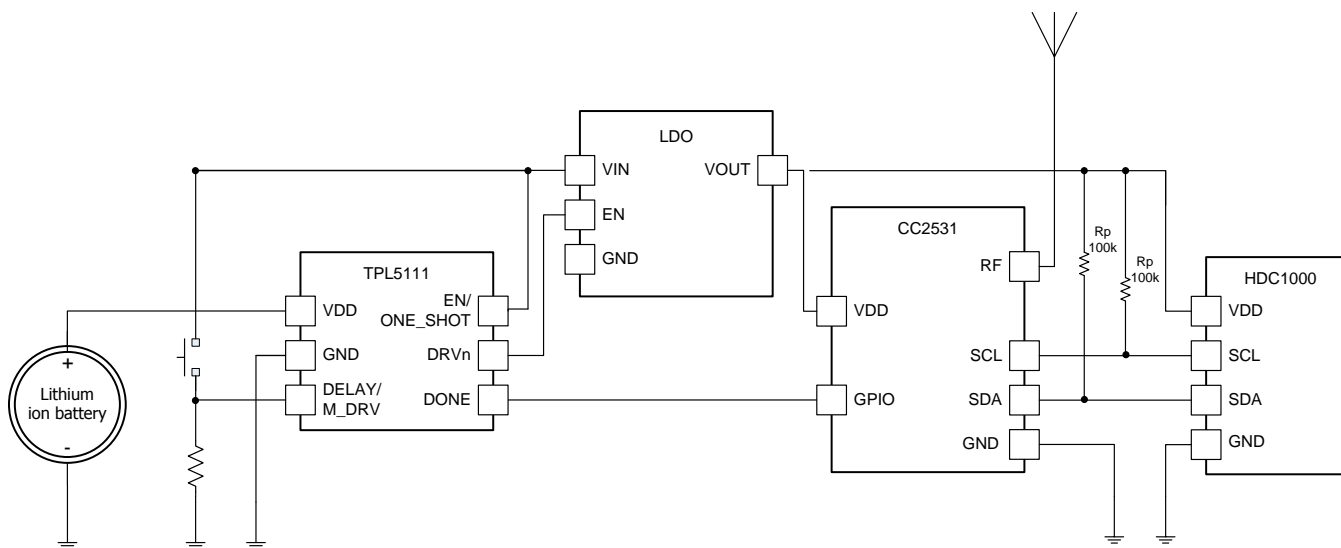 LDO
VIN
VOUT
EN
GND
TPL5111
VDD
EN/
ONE_SHOT
GND
DRVn
DELAY/
M_DRV
DONE
+
Lithium
ion battery
-
CC2531
RF
VDD
SCL
GPIO
SDA
GND
Rp
100k
Rp
100k
HDC1000
VDD
SCL
SDA
GND